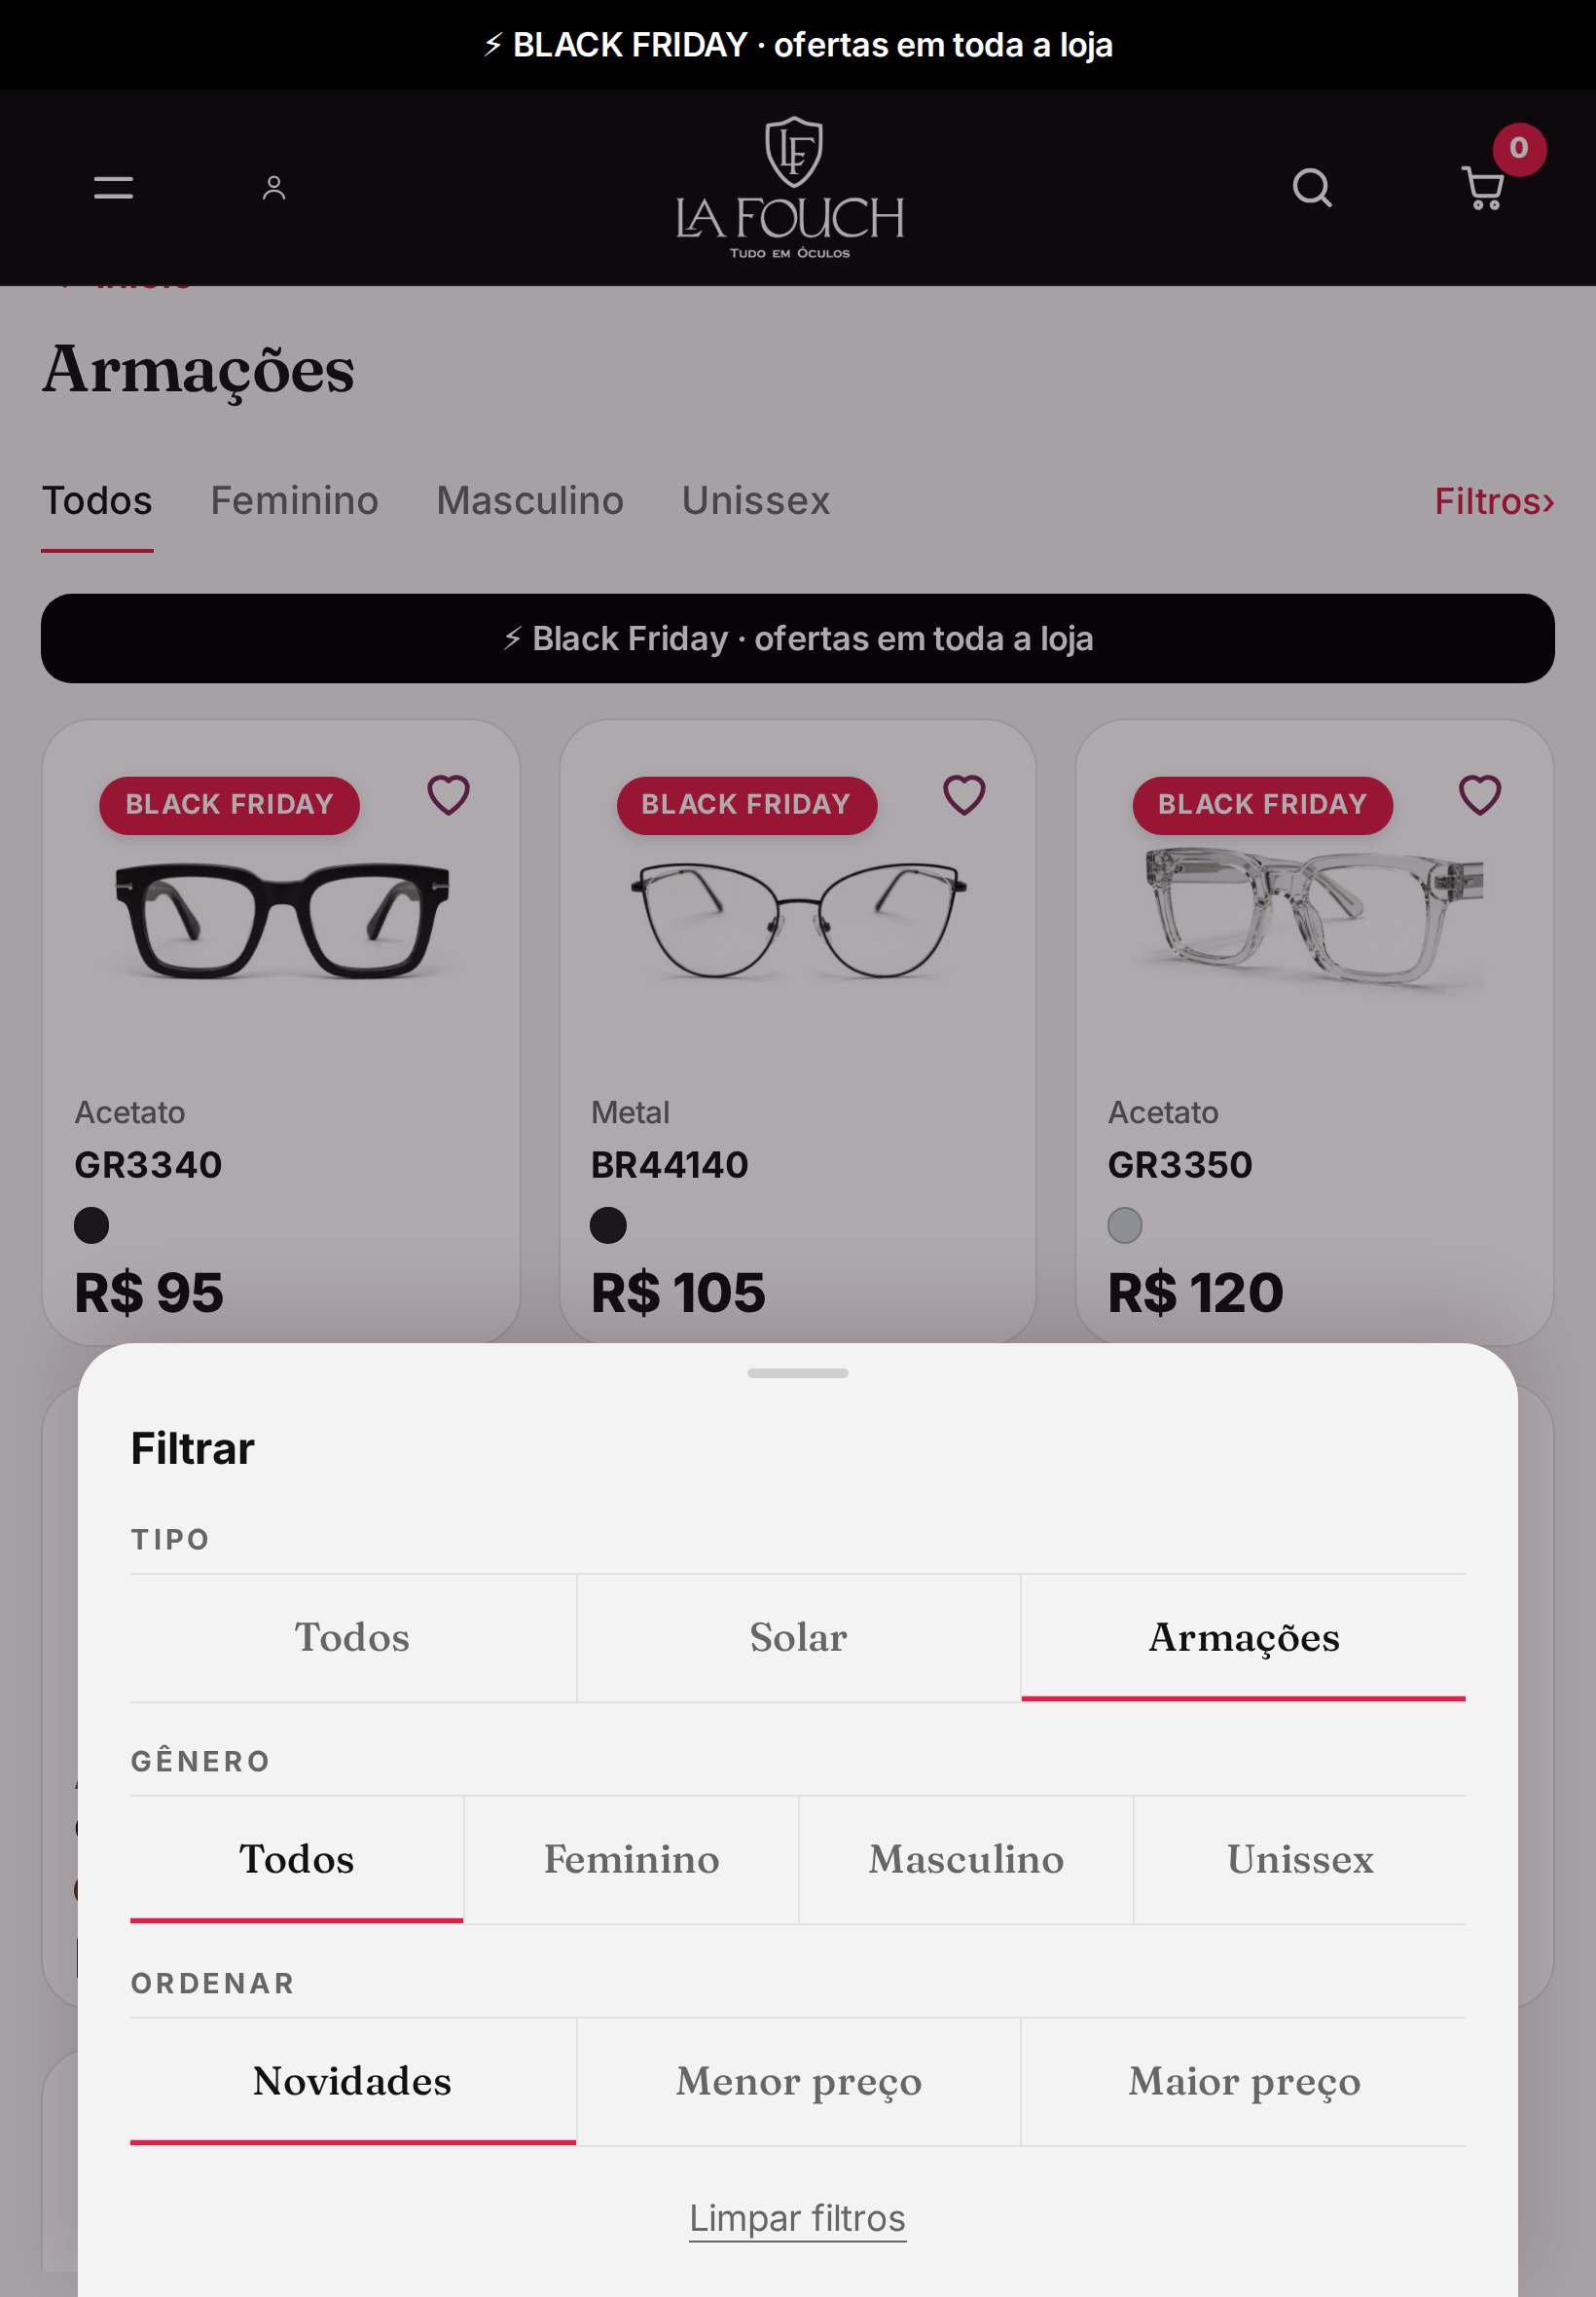 ⚡ BLACK FRIDAY · ofertas em toda a loja
0
LF
LA FOUCH
TUDO EM ÓCULOS
Armações
Todos Feminino Masculino Unissex Filtros›
⚡ Black Friday · ofertas em toda a loja
BLACK FRIDAY BLACK FRIDAY BLACK FRIDAY
Acetato Metal Acetato
GR3340 BR44140 GR3350
R$ 95 R$ 105 R$ 120
Filtrar
TIPO
Todos Solar Armações
GÊNERO
Todos Feminino Masculino Unissex
ORDENAR
Novidades Menor preço Maior preço
Limpar filtros